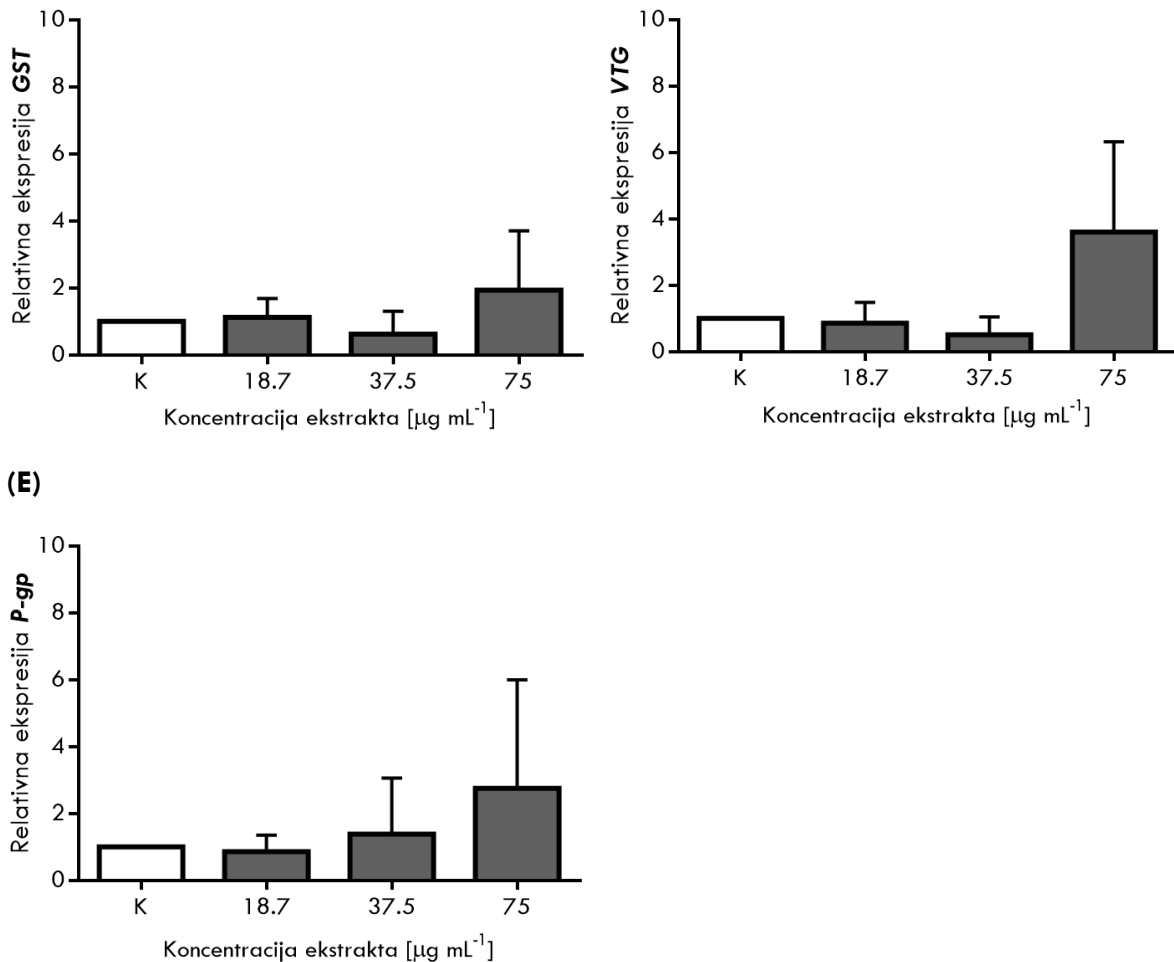 Relativna ekspresija GST
10
8
6
4
2
0
K 18.7 37.5 75
Koncentracija ekstrakta [µg mL⁻¹]
Relativna ekspresija VTG
10
8
6
4
2
0
K 18.7 37.5 75
Koncentracija ekstrakta [µg mL⁻¹]
(E)
Relativna ekspresija P-gp
10
8
6
4
2
0
K 18.7 37.5 75
Koncentracija ekstrakta [µg mL⁻¹]